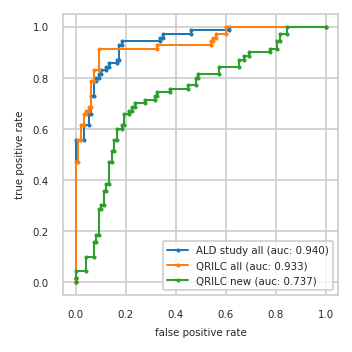 1.0
0.8
0.6
0.4
0.2
0.0
true positive rate
ALD study all (auc: 0.940)
QRILC all (auc: 0.933)
QRILC new (auc: 0.737)
0.0 0.2 0.4 0.6 0.8 1.0
false positive rate